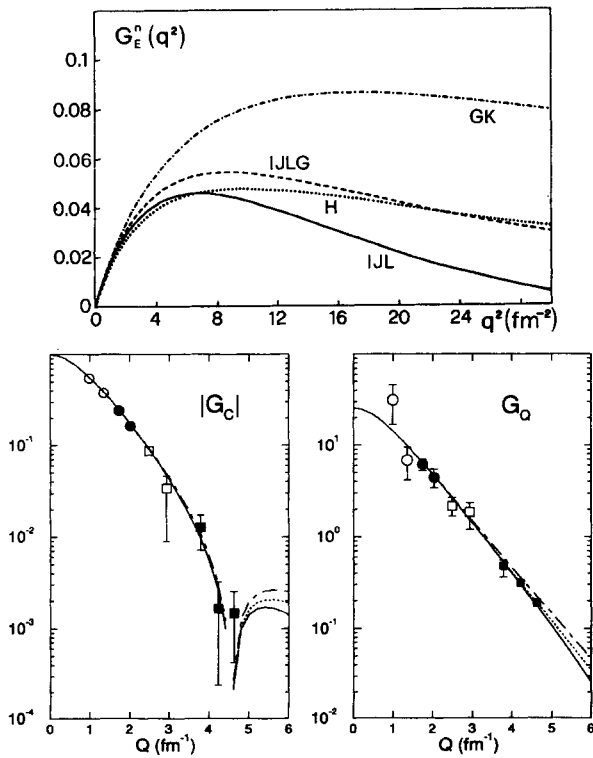 G_E^n (q²)
0.1
0.08
0.06
0.04
0.02
0
GK
IJLG
H
IJL
0 4 8 12 16 20 24 q² (fm⁻²)
|G_C|
10⁻¹
10⁻²
10⁻³
10⁻⁴
0 1 2 3 4 5 6
Q (fm⁻¹)
G_Q
10²
10¹
10⁰
10⁻¹
10⁻²
0 1 2 3 4 5 6
Q (fm⁻¹)